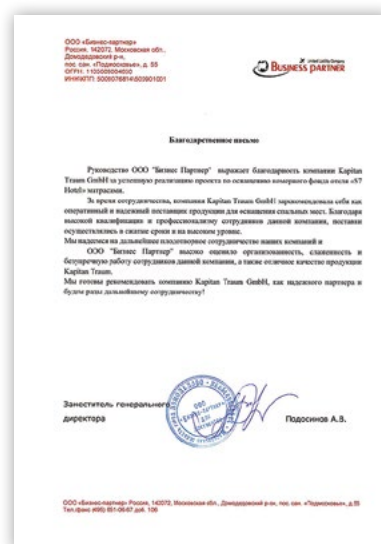 ООО «Бизнес-партнер»
Россия, 142072, Московская обл.,
Домодедовский р-н,
пос. сан. «Подмосковье», д. 55
ОГРН:
ИНН/КПП:
BUSINESS PARTNER
Благодарственное письмо
Руководство ООО "Бизнес Партнер" выражает благодарность компании Kapitan
Traum GmbH за успешную реализацию проекта по оснащению номерного фонда отеля «S7
Hotel» матрасами.
За время сотрудничества, компания Kapitan Traum GmbH зарекомендовала себя как
оперативный и надежный поставщик продукции для оснащения спальных мест. Благодаря
высокой квалификации и профессионализму сотрудников данной компании, поставки
осуществлялись в сжатые сроки и на высоком уровне.
Мы надеемся на дальнейшее плодотворное сотрудничество наших компаний и
ООО "Бизнес Партнер" высоко оценило организованность, слаженность и
безупречную работу сотрудников данной компании, а также отличное качество продукции
Kapitan Traum.
Мы готовы рекомендовать компанию Kapitan Traum GmbH, как надежного партнера и
будем рады дальнейшему сотрудничеству!
Заместитель генерального
директора
Подосинов А.В.
ООО «Бизнес-партнер» Россия, 142072, Московская обл., Домодедовский р-н, пос. сан. «Подмосковье», д. 55
Тел./факс (495) доб. 106